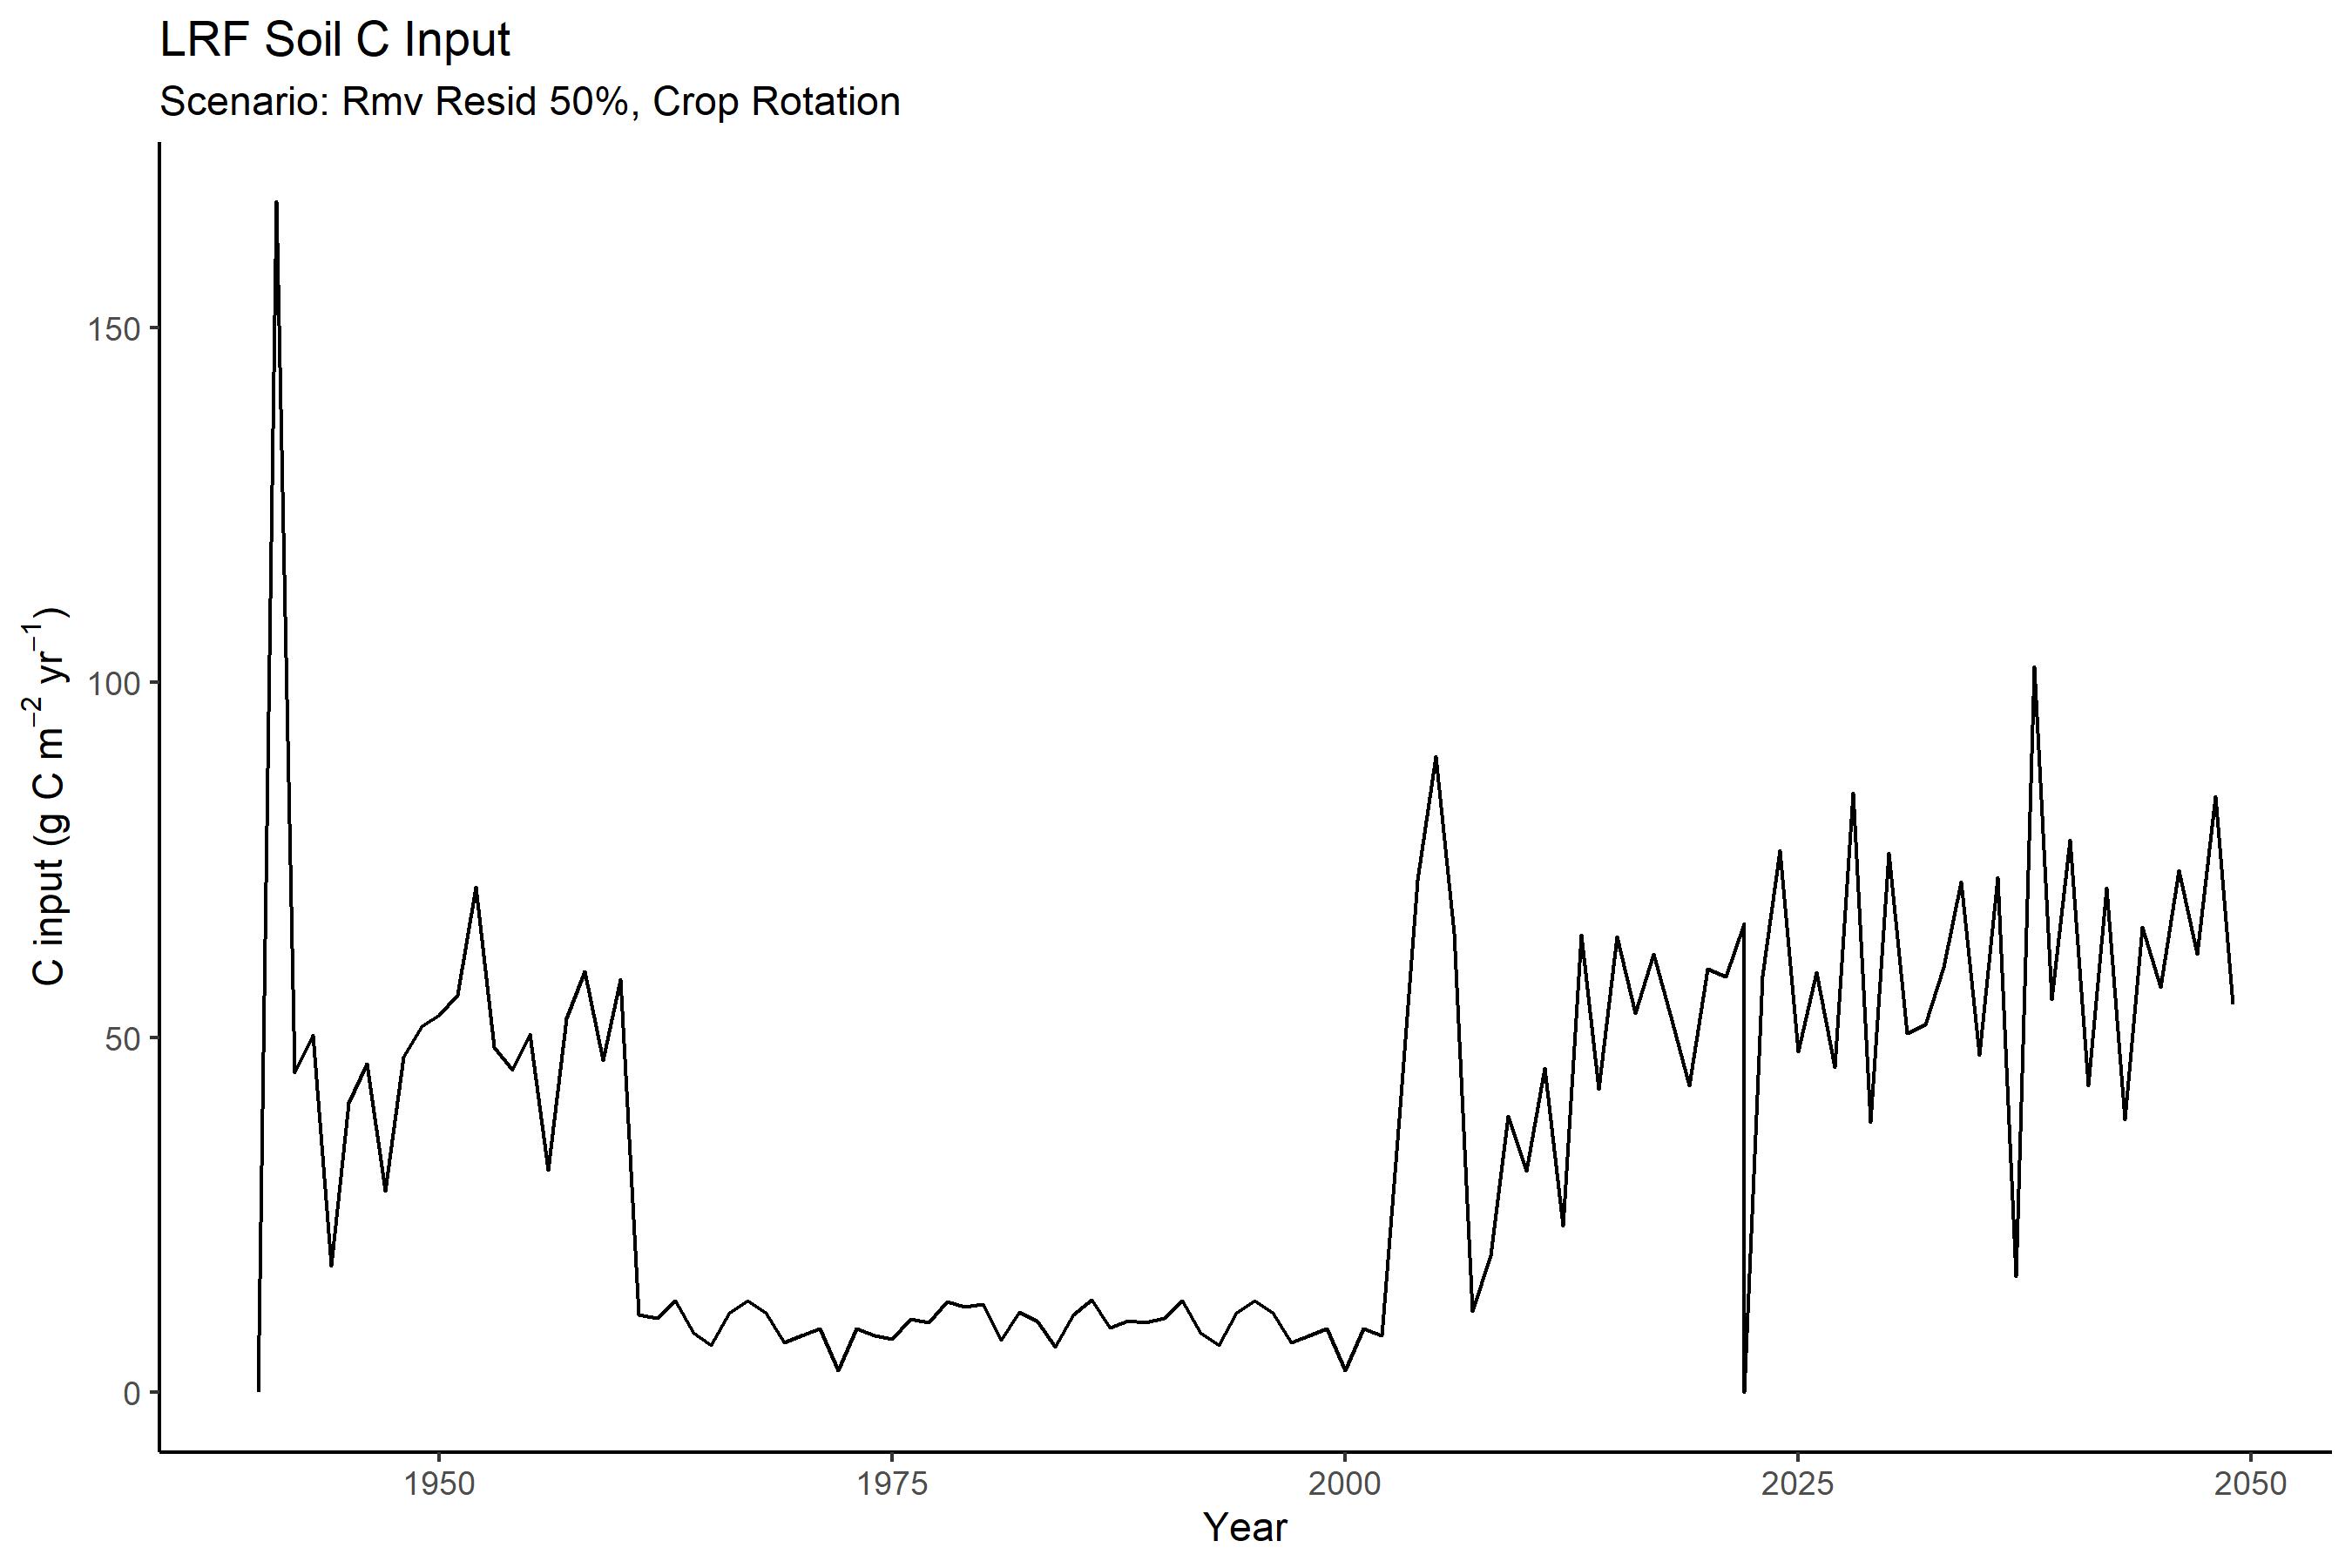 LRF Soil C Input
Scenario: Rmv Resid 50%, Crop Rotation
C input (g C m⁻² yr⁻¹)
150
100
50
0
1950 1975 2000 2025 2050
Year